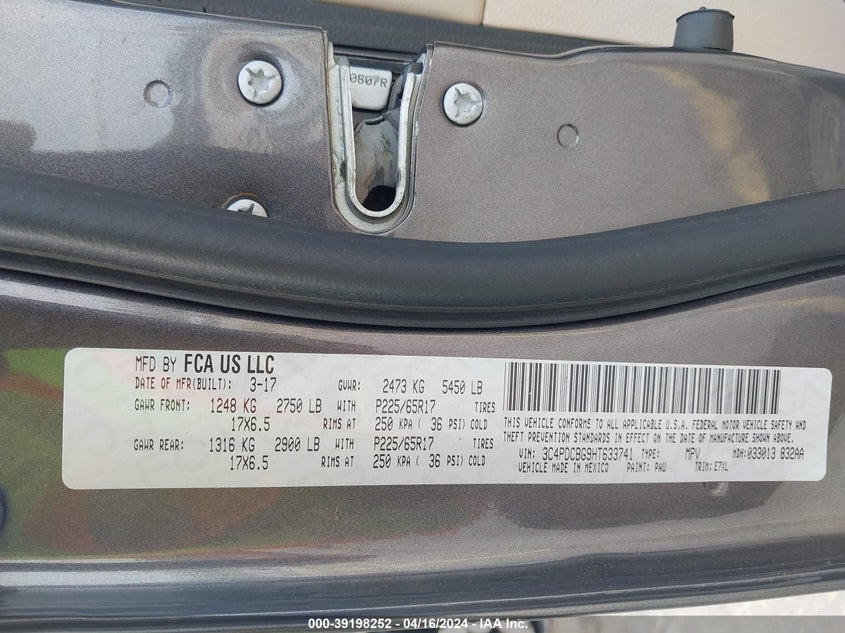 0807R
MFD BY FCA US LLC
DATE OF MFR(BUILT): 3-17 GVWR: 2473 KG 5450 LB
GAWR FRONT: 1248 KG 2750 LB WITH P225/65R17 TIRES
17X6.5 RIMS AT 250 KPA ( 36 PSI) COLD
GAWR REAR: 1316 KG 2900 LB WITH P225/65R17 TIRES
17X6.5 RIMS AT 250 KPA ( 36 PSI) COLD
THIS VEHICLE CONFORMS TO ALL APPLICABLE U.S.A. FEDERAL MOTOR VEHICLE SAFETY AND
THEFT PREVENTION STANDARDS IN EFFECT ON THE DATE OF MANUFACTURE SHOWN ABOVE.
VIN: 3C4PDCBG9HT633741 TYPE: MPV MDH:033013 832AA
VEHICLE MADE IN MEXICO PAINT: PAU TRIM: E7XL
000-39198252 - 04/16/2024 - IAA Inc.